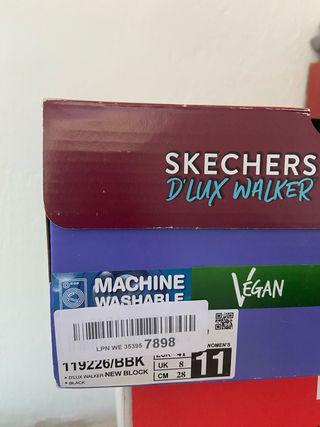 SKECHERS
D'LUX WALKER
MACHINE
WASHABLE
VEGAN
LPN WE 35395 7898
119226/BBK
WOMEN'S
EUR 41
11
• D'LUX WALKER-NEW BLOCK
UK 8
• BLACK
CM 28